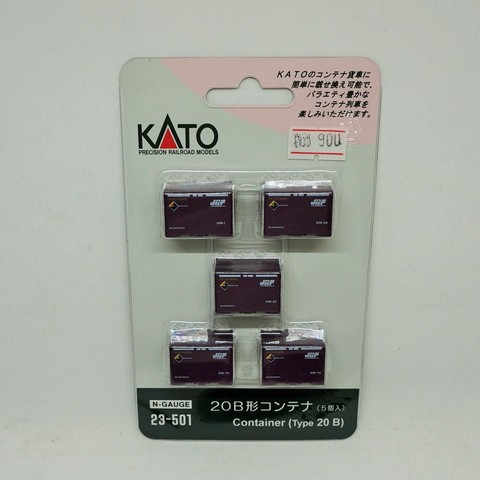 KATOのコンテナ貨車に
簡単に載せ換え可能で、
バラエティ豊かな
コンテナ列車を
楽しみいただけます。
900
KATO
PRECISION RAILROAD MODELS
JRF
JRF
JRF
JRF
JRF
N-GAUGE
23-501
20B形コンテナ（5個入）
Container (Type 20 B)